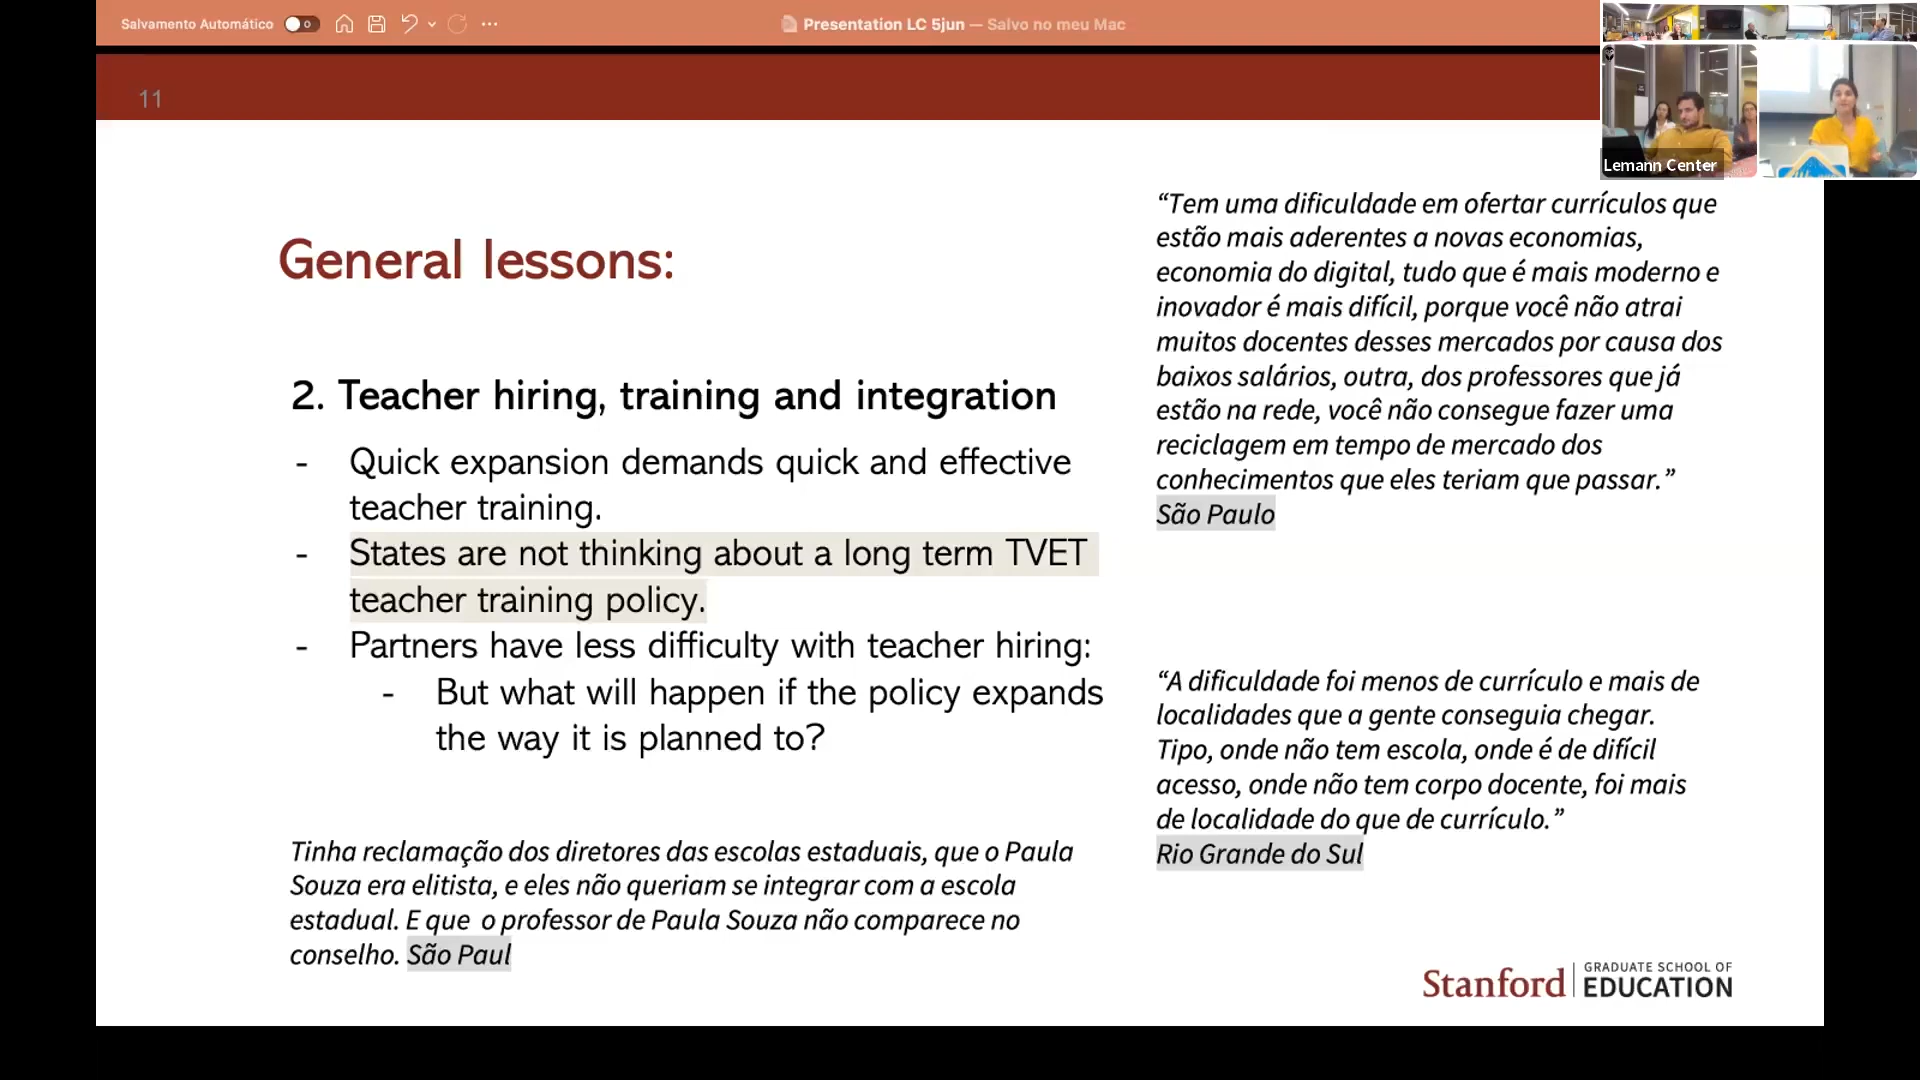 Salvamento Automático
Presentation LC 5jun — Salvo no meu Mac
11
General lessons:
2. Teacher hiring, training and integration
- Quick expansion demands quick and effective
teacher training.
- States are not thinking about a long term TVET
teacher training policy.
- Partners have less difficulty with teacher hiring:
- But what will happen if the policy expands
the way it is planned to?
Tinha reclamação dos diretores das escolas estaduais, que o Paula
Souza era elitista, e eles não queriam se integrar com a escola
estadual. E que o professor de Paula Souza não comparece no
conselho. São Paul
“Tem uma dificuldade em ofertar currículos que
estão mais aderentes a novas economias,
economia do digital, tudo que é mais moderno e
inovador é mais difícil, porque você não atrai
muitos docentes desses mercados por causa dos
baixos salários, outra, dos professores que já
estão na rede, você não consegue fazer uma
reciclagem em tempo de mercado dos
conhecimentos que eles teriam que passar.”
São Paulo
“A dificuldade foi menos de currículo e mais de
localidades que a gente conseguia chegar.
Tipo, onde não tem escola, onde é de difícil
acesso, onde não tem corpo docente, foi mais
de localidade do que de currículo.”
Rio Grande do Sul
Stanford
GRADUATE SCHOOL OF
EDUCATION
Lemann Center